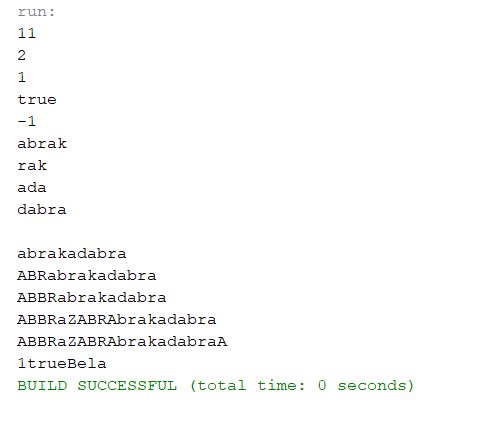 run:
11
2
1
true
-1
abrak
rak
ada
dabra

abrakadabra
ABRabrakadabra
ABBRabrakadabra
ABBRaZABRAbrakadabra
ABBRaZABRAbrakadabraA
1trueBela
BUILD SUCCESSFUL (total time: 0 seconds)